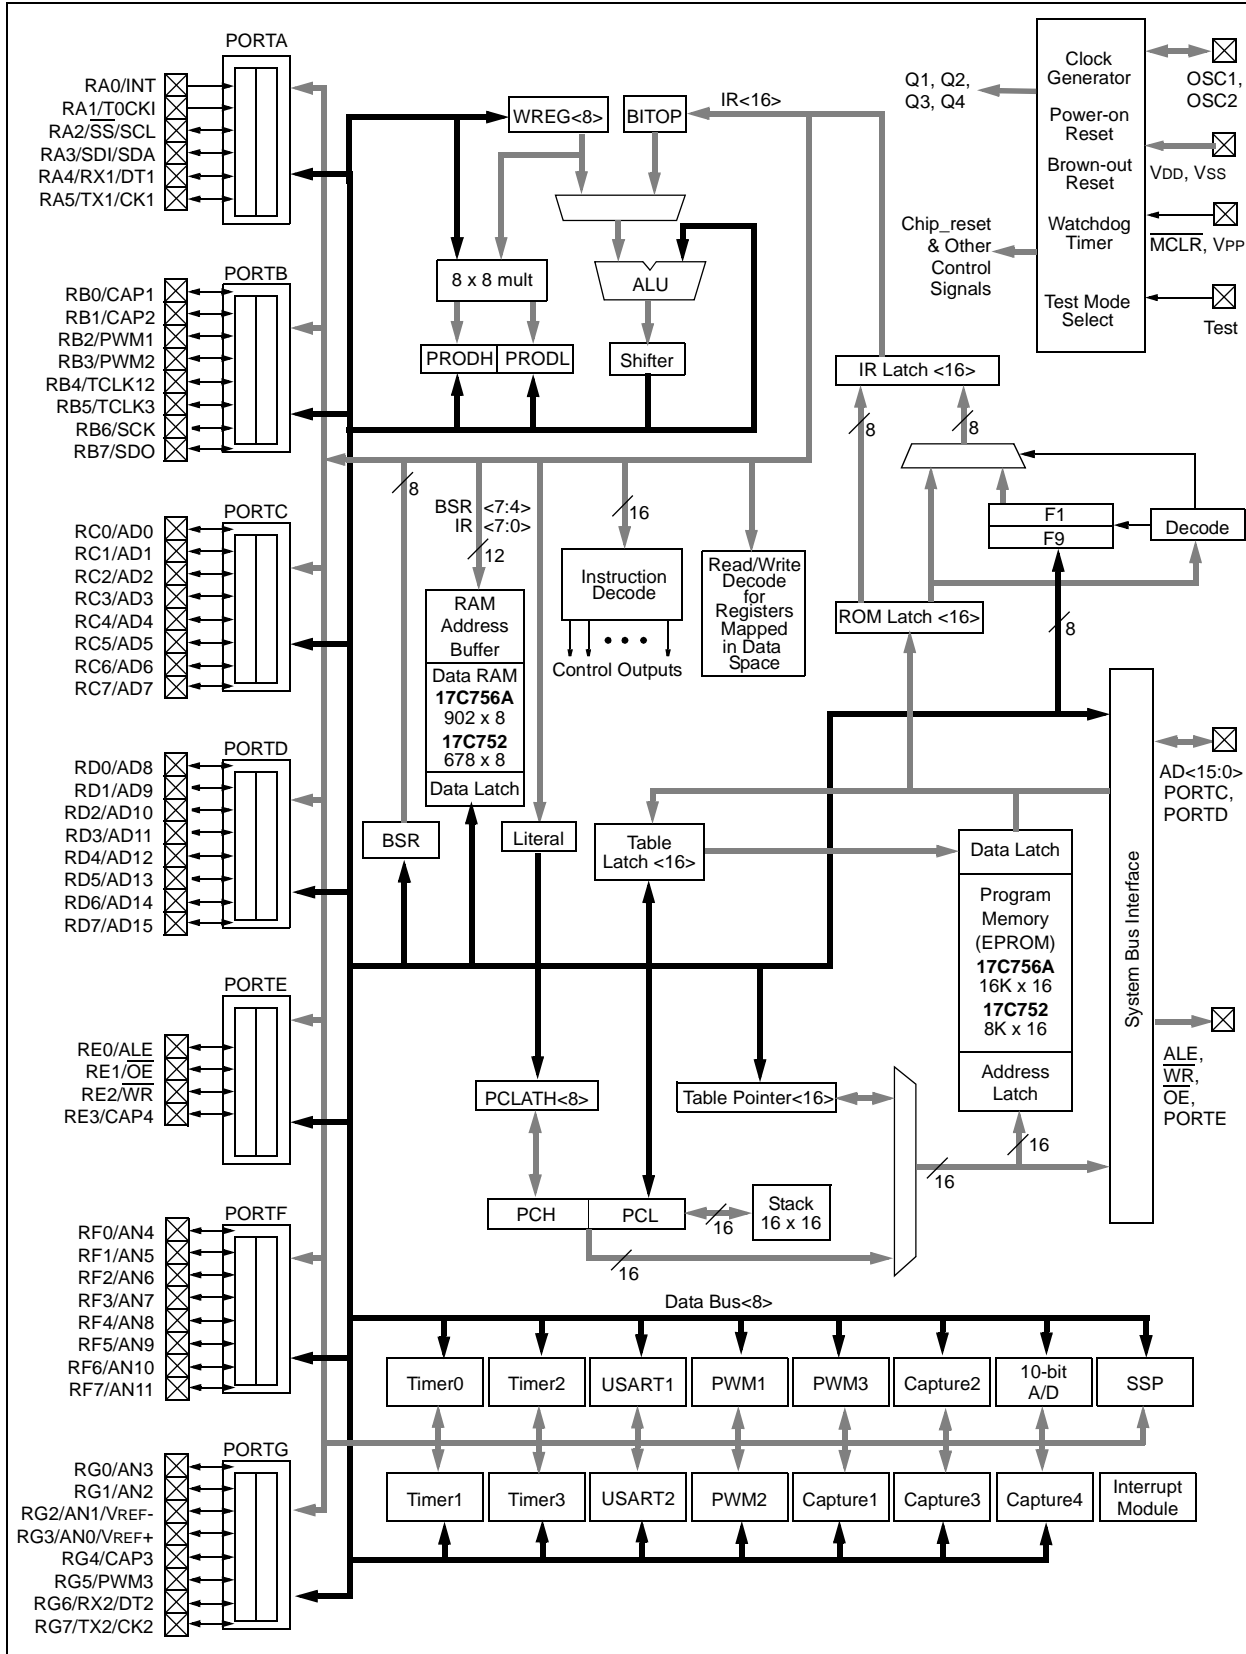 PORTA
RA0/INT
RA1/T0CKI
RA2/SS/SCL
RA3/SDI/SDA
RA4/RX1/DT1
RA5/TX1/CK1
PORTB
RB0/CAP1
RB1/CAP2
RB2/PWM1
RB3/PWM2
RB4/TCLK12
RB5/TCLK3
RB6/SCK
RB7/SDO
PORTC
RC0/AD0
RC1/AD1
RC2/AD2
RC3/AD3
RC4/AD4
RC5/AD5
RC6/AD6
RC7/AD7
PORTD
RD0/AD8
RD1/AD9
RD2/AD10
RD3/AD11
RD4/AD12
RD5/AD13
RD6/AD14
RD7/AD15
PORTE
RE0/ALE
RE1/OE
RE2/WR
RE3/CAP4
PORTF
RF0/AN4
RF1/AN5
RF2/AN6
RF3/AN7
RF4/AN8
RF5/AN9
RF6/AN10
RF7/AN11
PORTG
RG0/AN3
RG1/AN2
RG2/AN1/VREF-
RG3/AN0/VREF+
RG4/CAP3
RG5/PWM3
RG6/RX2/DT2
RG7/TX2/CK2
WREG<8>
BITOP
IR<16>
8 x 8 mult
ALU
PRODH
PRODL
Shifter
Q1, Q2,
Q3, Q4
Chip_reset
& Other
Control
Signals
Clock
Generator
Power-on
Reset
Brown-out
Reset
Watchdog
Timer
Test Mode
Select
OSC1,
OSC2
VDD, VSS
MCLR, VPP
Test
IR Latch <16>
8
8
F1
F9
Decode
ROM Latch <16>
8
8
BSR <7:4>
IR <7:0>
12
16
Instruction
Decode
• • •
Control Outputs
Read/Write
Decode
for
Registers
Mapped
in Data
Space
RAM
Address
Buffer
Data RAM
17C756A
902 x 8
17C752
678 x 8
Data Latch
BSR
Literal
Table
Latch <16>
Data Latch
Program
Memory
(EPROM)
17C756A
16K x 16
17C752
8K x 16
Address
Latch
System Bus Interface
AD<15:0>
PORTC,
PORTD
ALE,
WR,
OE,
PORTE
PCLATH<8>
Table Pointer<16>
16
16
PCH
PCL
16
Stack
16 x 16
16
Data Bus<8>
Timer0
Timer2
USART1
PWM1
PWM3
Capture2
10-bit
A/D
SSP
Timer1
Timer3
USART2
PWM2
Capture1
Capture3
Capture4
Interrupt
Module